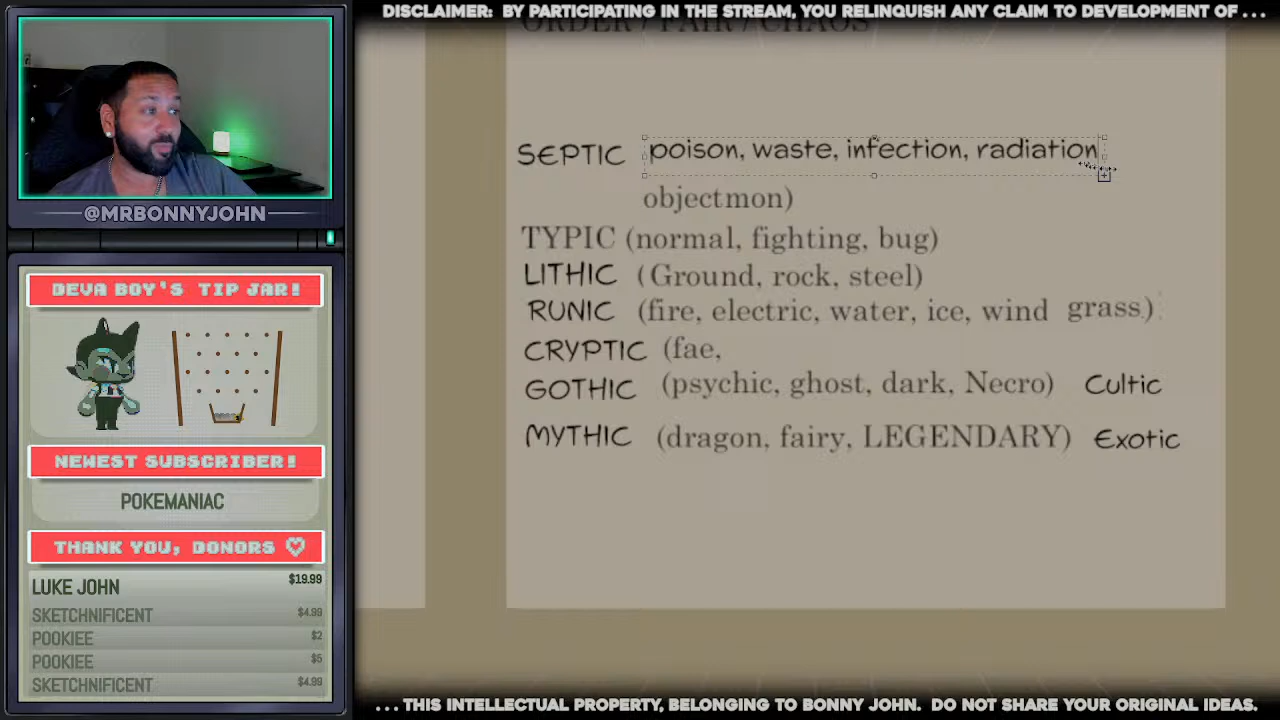 DISCLAIMER: BY PARTICIPATING IN THE STREAM, YOU RELINQUISH ANY CLAIM TO DEVELOPMENT OF . . .
ORDER / FAIR / CHAOS
SEPTIC poison, waste, infection, radiation
objectmon)
TYPIC (normal, fighting, bug)
LITHIC (Ground, rock, steel)
RUNIC (fire, electric, water, ice, wind grass)
CRYPTIC (fae,
GOTHIC (psychic, ghost, dark, Necro) Cultic
MYTHIC (dragon, fairy, LEGENDARY) Exotic
@MRBONNYJOHN
DEVA BOY'S TIP JAR!
NEWEST SUBSCRIBER!
POKEMANIAC
THANK YOU, DONORS
LUKE JOHN $19.99
SKETCHNIFICENT $4.99
POOKIEE $2
POOKIEE $5
SKETCHNIFICENT $4.99
. . . THIS INTELLECTUAL PROPERTY, BELONGING TO BONNY JOHN. DO NOT SHARE YOUR ORIGINAL IDEAS.